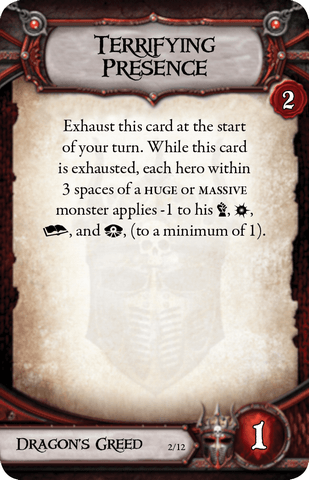 Terrifying
Presence
2
Exhaust this card at the start
of your turn. While this card
is exhausted, each hero within
3 spaces of a HUGE or MASSIVE
monster applies -1 to his , ,
, and , (to a minimum of 1).
Dragon's Greed 2/12 1